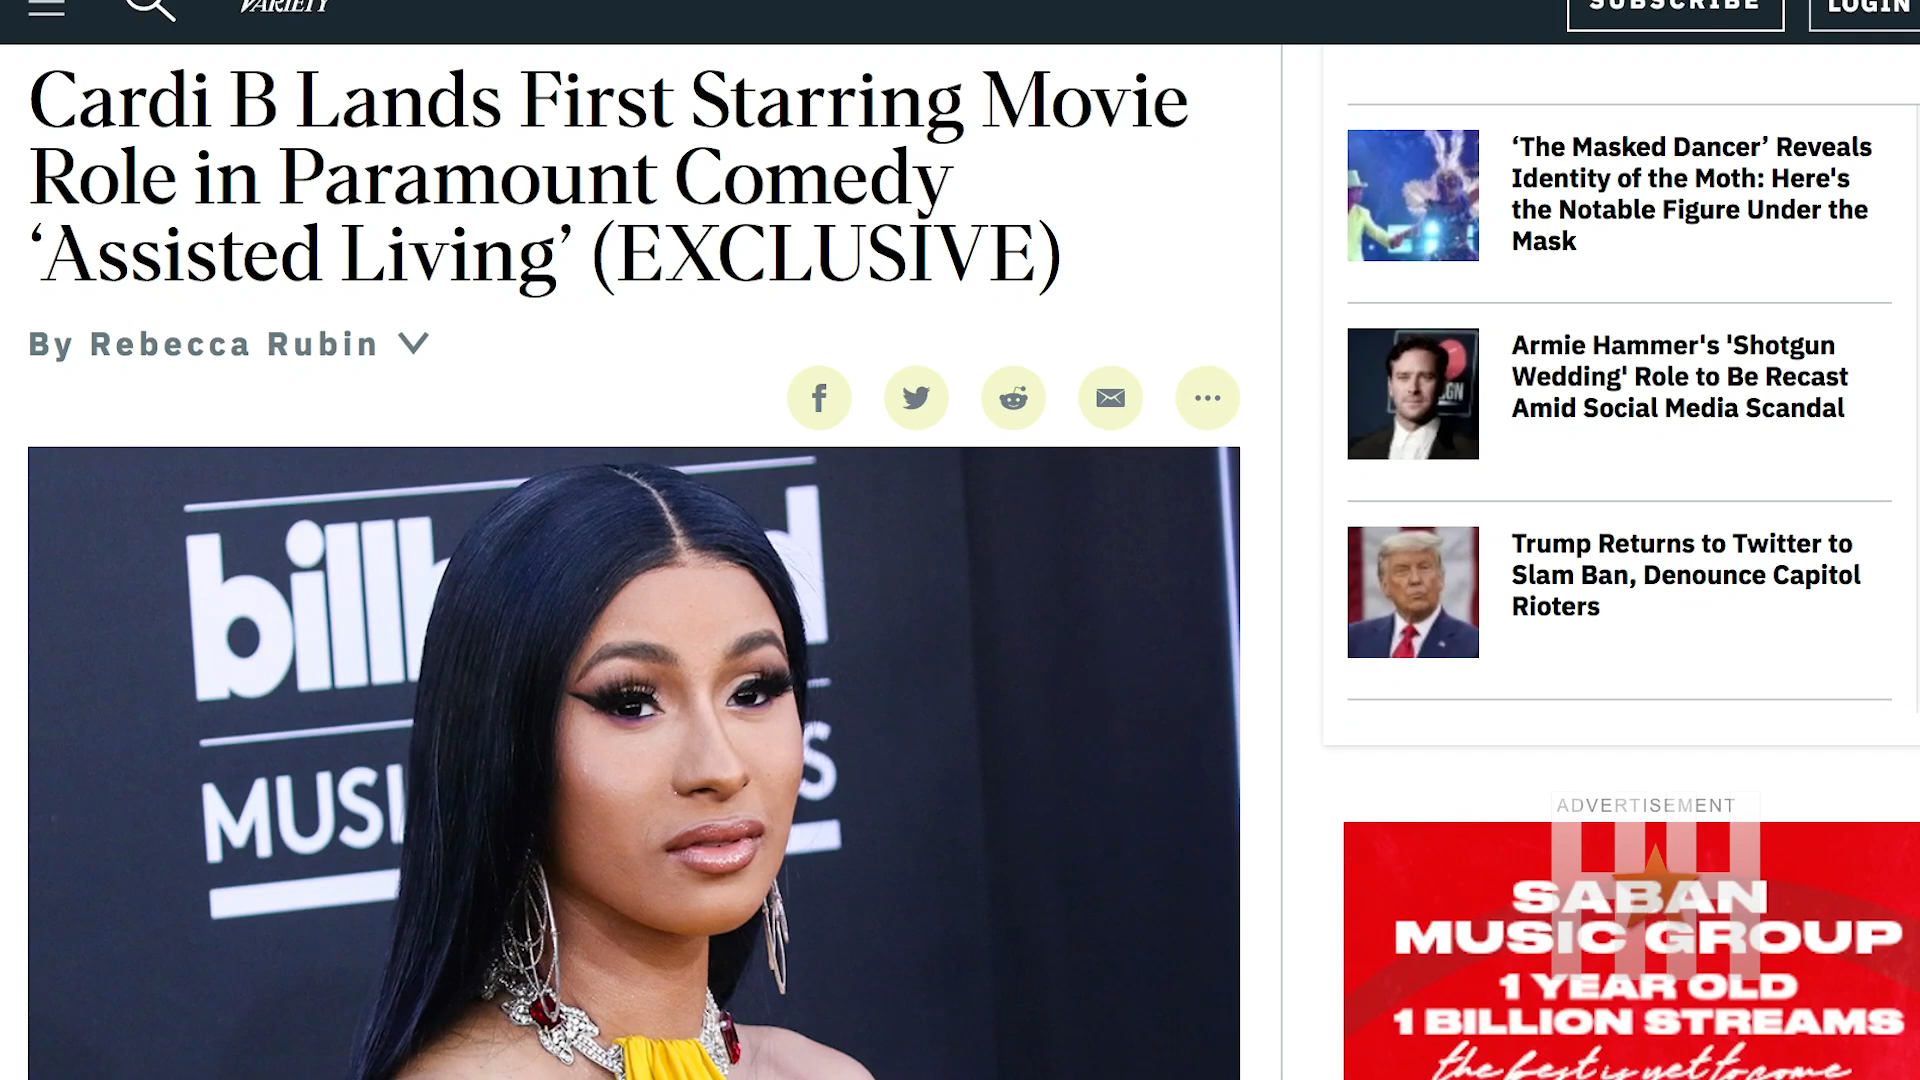 VARIETY
SUBSCRIBE
LOGIN
Cardi B Lands First Starring Movie
Role in Paramount Comedy
‘Assisted Living’ (EXCLUSIVE)
By Rebecca Rubin
‘The Masked Dancer’ Reveals
Identity of the Moth: Here's
the Notable Figure Under the
Mask
Armie Hammer's 'Shotgun
Wedding' Role to Be Recast
Amid Social Media Scandal
Trump Returns to Twitter to
Slam Ban, Denounce Capitol
Rioters
ADVERTISEMENT
SABAN
MUSIC GROUP
1 YEAR OLD
1 BILLION STREAMS
the best is yet to come
bill d
MUSI S